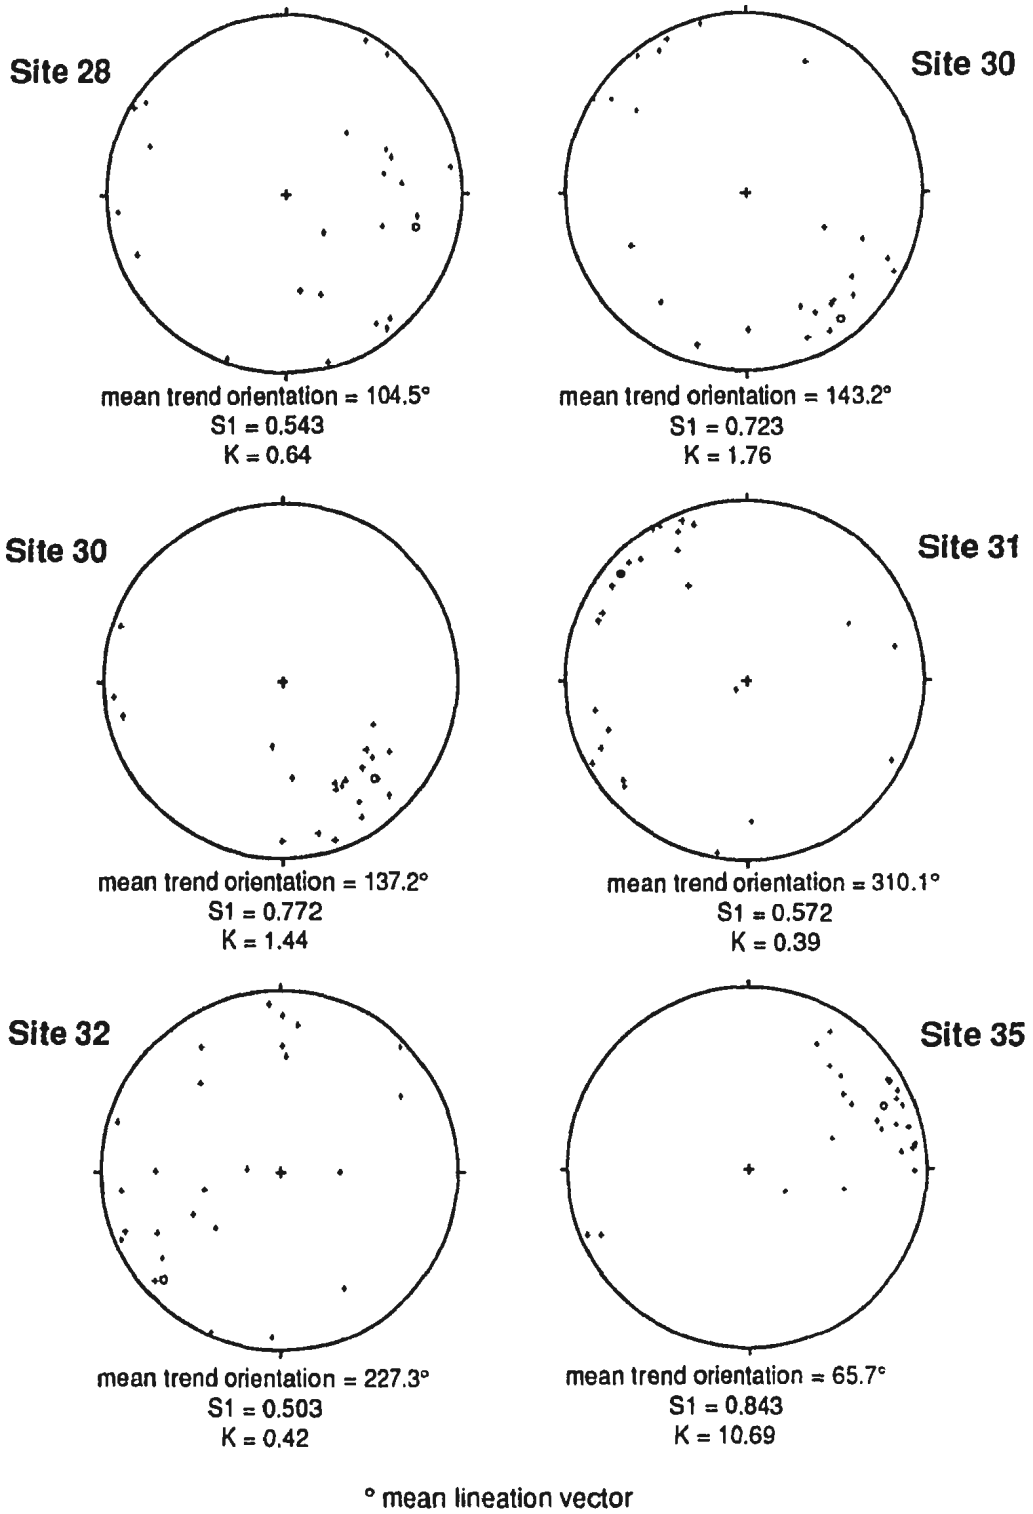 Site 28
Site 30
mean trend orientation = 104.5°
S1 = 0.543
K = 0.64
mean trend orientation = 143.2°
S1 = 0.723
K = 1.76
Site 30
Site 31
mean trend orientation = 137.2°
S1 = 0.772
K = 1.44
mean trend orientation = 310.1°
S1 = 0.572
K = 0.39
Site 32
Site 35
mean trend orientation = 227.3°
S1 = 0.503
K = 0.42
mean trend orientation = 65.7°
S1 = 0.843
K = 10.69
° mean lineation vector